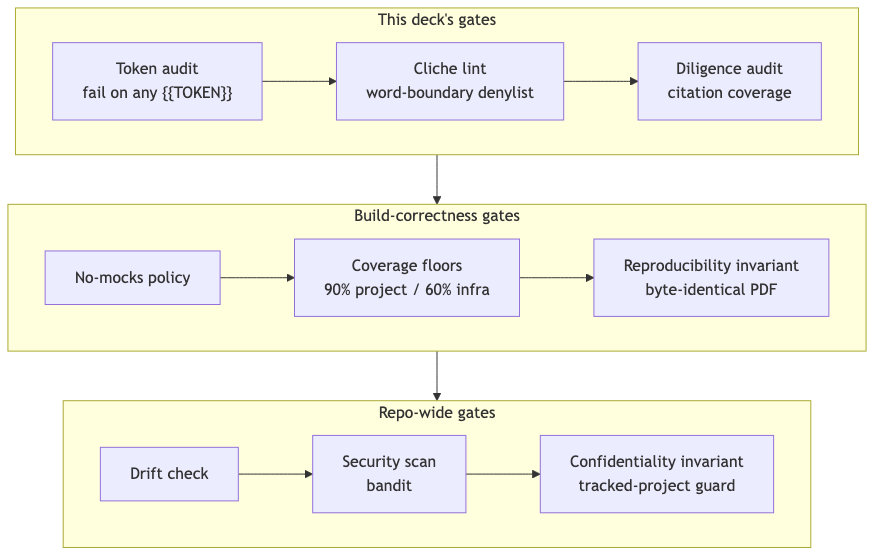 This deck's gates
Token audit
fail on any {{TOKEN}}
Cliche lint
word-boundary denylist
Diligence audit
citation coverage
Build-correctness gates
No-mocks policy
Coverage floors
90% project / 60% infra
Reproducibility invariant
byte-identical PDF
Repo-wide gates
Drift check
Security scan
bandit
Confidentiality invariant
tracked-project guard